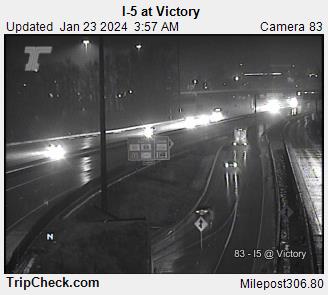 I-5 at Victory
Updated Jan 23 2024 3:57 AM Camera 83
T
N
83 - I5 @ Victory
TripCheck.com Milepost306.80